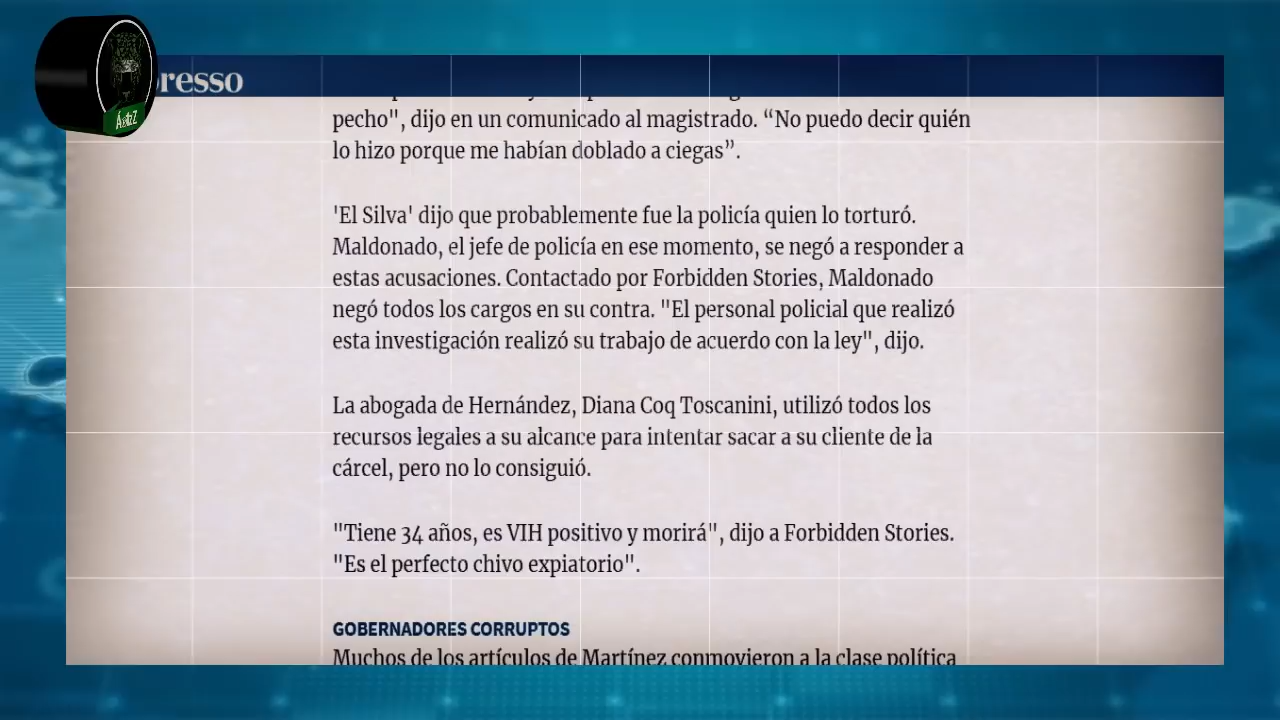 presso
pecho", dijo en un comunicado al magistrado. “No puedo decir quién
lo hizo porque me habían doblado a ciegas”.
'El Silva' dijo que probablemente fue la policía quien lo torturó.
Maldonado, el jefe de policía en ese momento, se negó a responder a
estas acusaciones. Contactado por Forbidden Stories, Maldonado
negó todos los cargos en su contra. "El personal policial que realizó
esta investigación realizó su trabajo de acuerdo con la ley", dijo.
La abogada de Hernández, Diana Coq Toscanini, utilizó todos los
recursos legales a su alcance para intentar sacar a su cliente de la
cárcel, pero no lo consiguió.
"Tiene 34 años, es VIH positivo y morirá", dijo a Forbidden Stories.
"Es el perfecto chivo expiatorio".
GOBERNADORES CORRUPTOS
Muchos de los artículos de Martínez conmovieron a la clase política